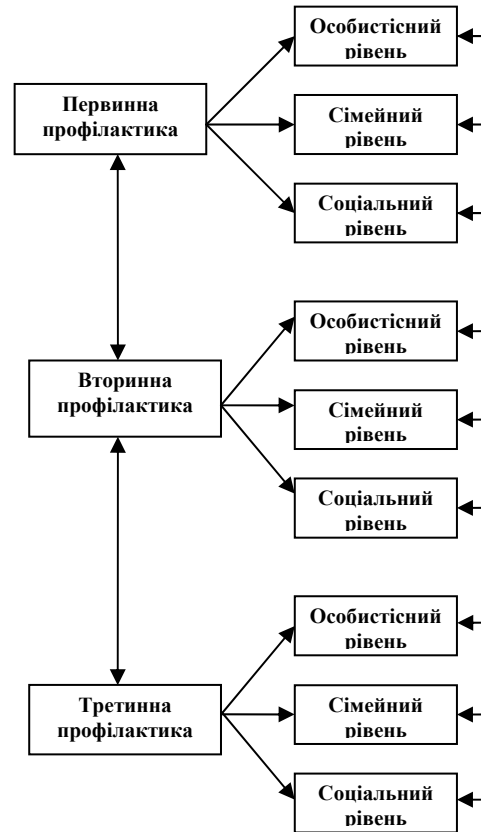 Особистісний
рівень
Первинна
профілактика
Сімейний
рівень
Соціальний
рівень
Особистісний
рівень
Вторинна
профілактика
Сімейний
рівень
Соціальний
рівень
Особистісний
рівень
Третинна
профілактика
Сімейний
рівень
Соціальний
рівень